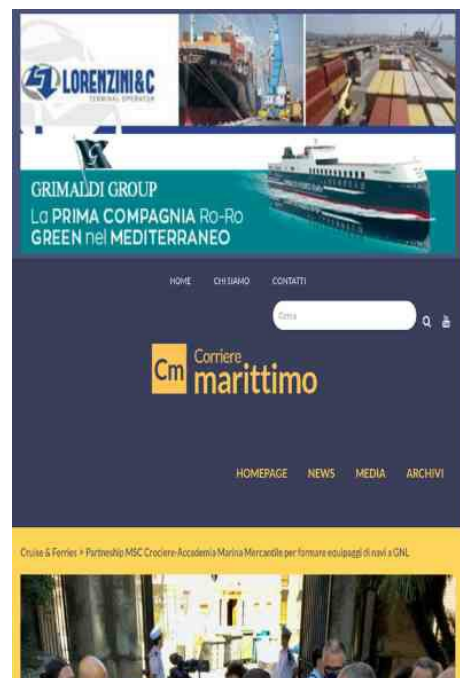 LORENZINI&C
TERMINAL OPERATOR
GRIMALDI GROUP
La PRIMA COMPAGNIA Ro-Ro
GREEN nel MEDITERRANEO
HOME CHI SIAMO CONTATTI
Cerca
Cm Corriere
marittimo
HOMEPAGE NEWS MEDIA ARCHIVI
Cruise & Ferries > Partneship MSC Crociere-Accademia Marina Mercantile per formare equipaggi di navi a GNL